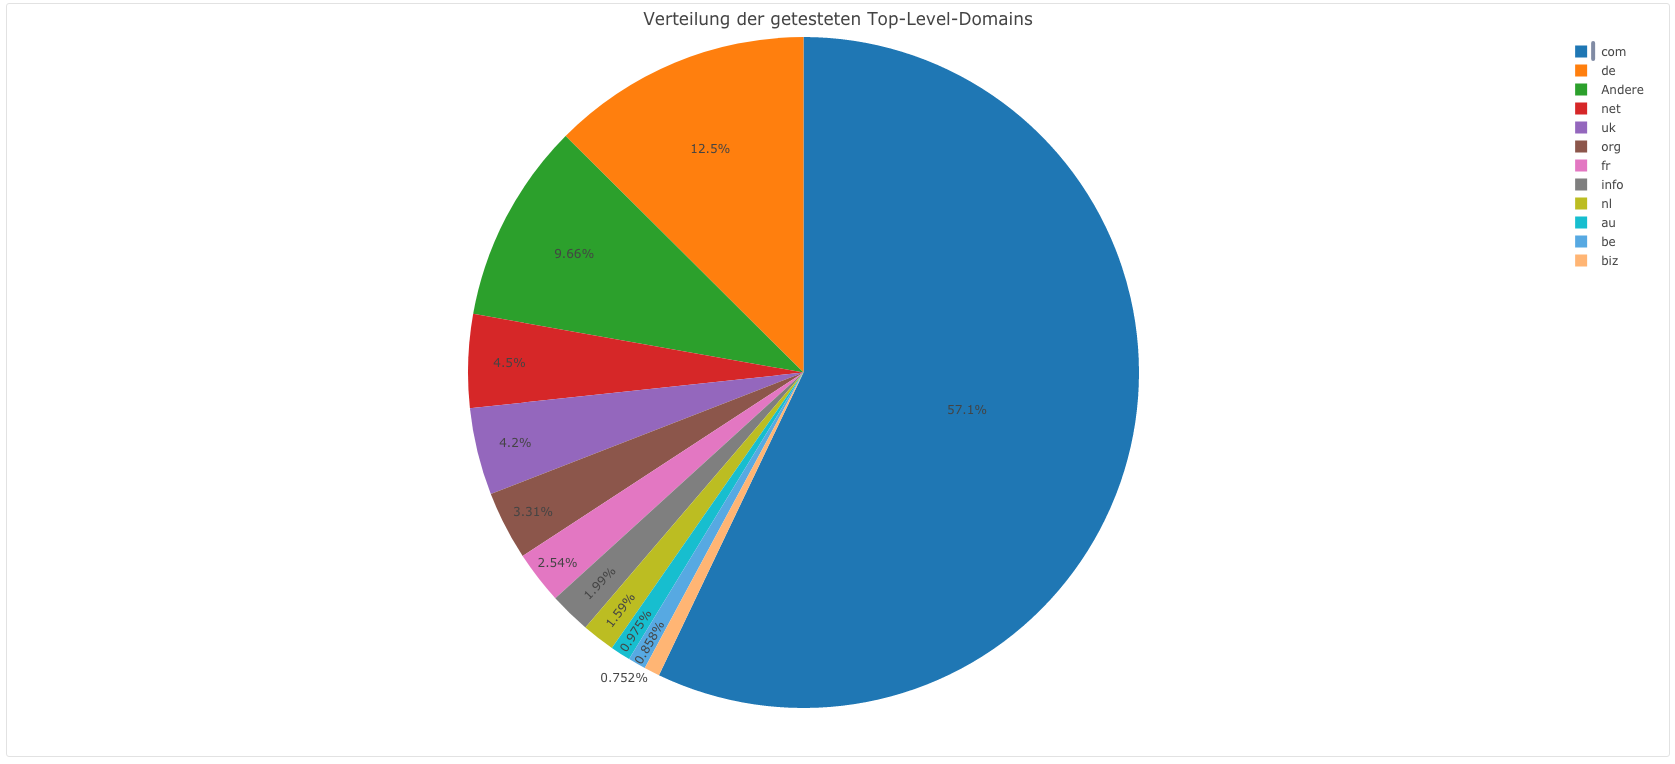 Verteilung der getesteten Top-Level-Domains
com
de
Andere
net
uk
org
fr
info
nl
au
be
biz
12.5%
9.66%
4.5%
57.1%
4.2%
3.31%
2.54%
1.99%
1.59%
0.975%
0.858%
0.752%